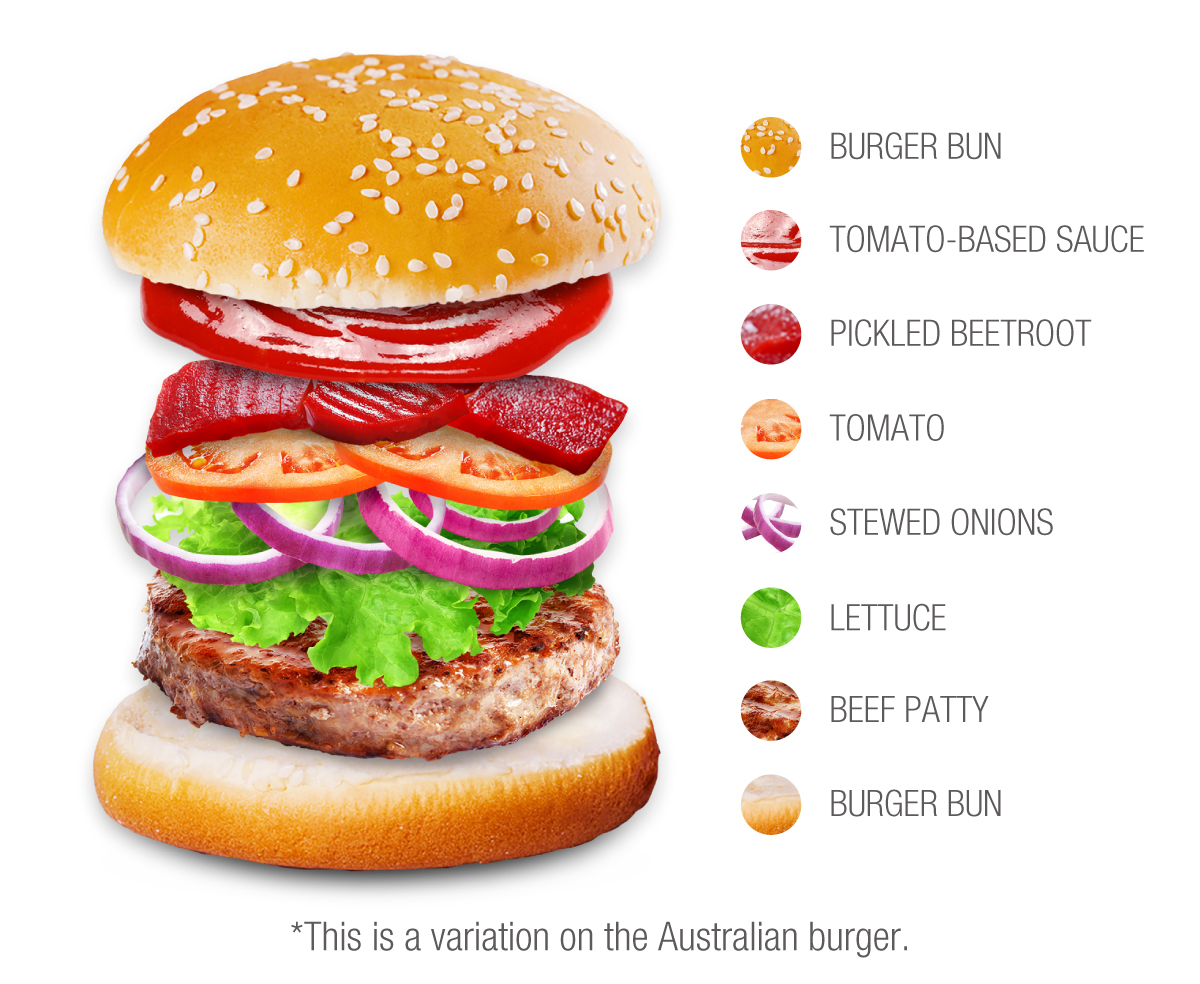 BURGER BUN
TOMATO-BASED SAUCE
PICKLED BEETROOT
TOMATO
STEWED ONIONS
LETTUCE
BEEF PATTY
BURGER BUN
*This is a variation on the Australian burger.